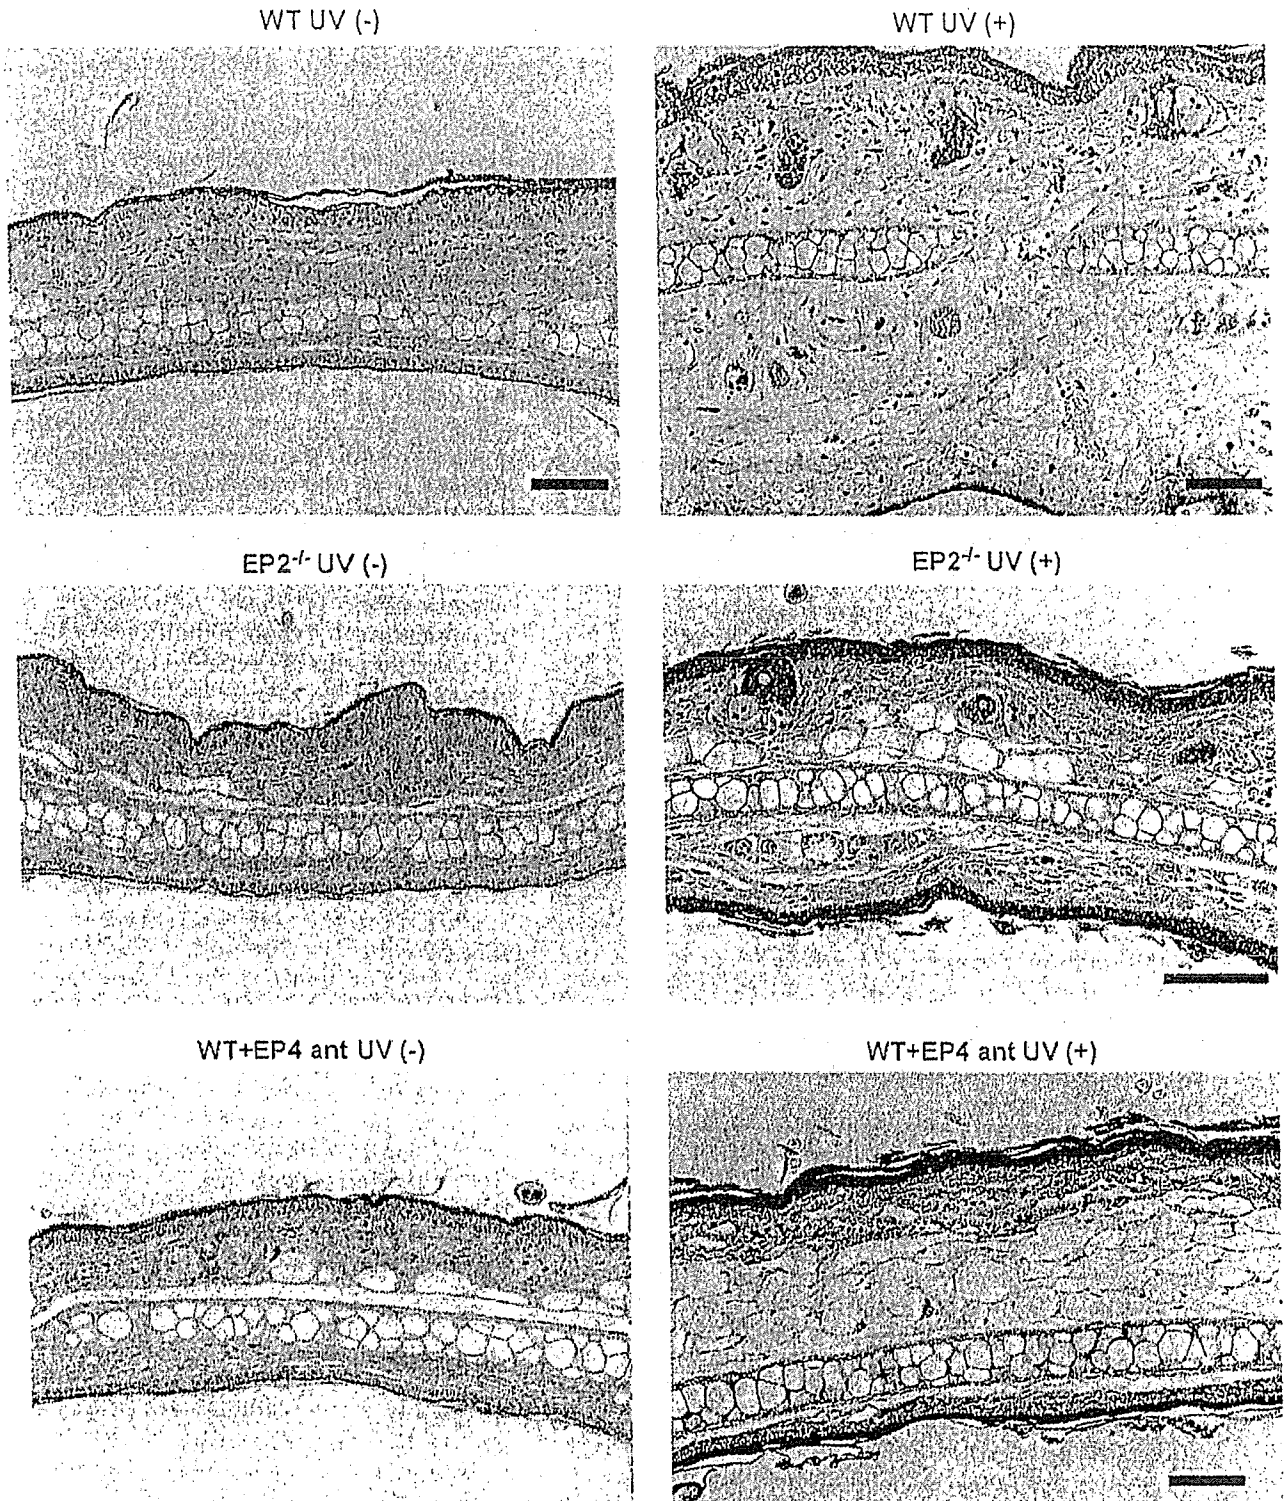 WT UV (-)
WT UV (+)
EP2-/- UV (-)
EP2-/- UV (+)
WT+EP4 ant UV (-)
WT+EP4 ant UV (+)